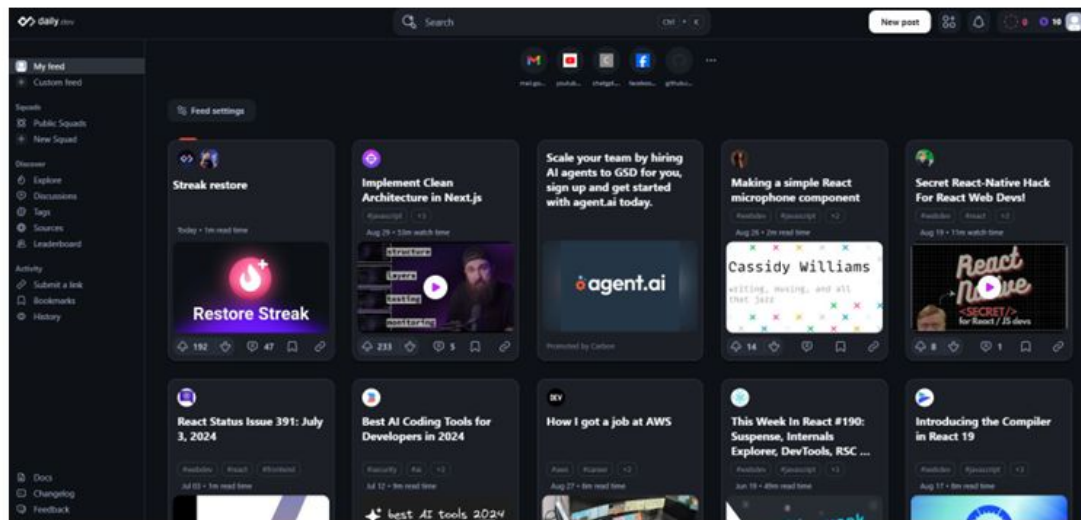 daily.dev
Search
Ctrl + K
New post
0
10
My feed
Custom feed
Squads
Public Squads
New Squad
Discover
Explore
Discussions
Tags
Sources
Leaderboard
Activity
Submit a link
Bookmarks
History
Docs
Changelog
Feedback
mail.go...
youtub...
chatgpt...
faceboo...
github.c...
Feed settings
Streak restore
Today • 1m read time
Restore Streak
192
47
Implement Clean
Architecture in Next.js
#javascript
+3
Aug 29 • 53m watch time
structure
layers
testing
monitoring
233
5
Scale your team by hiring
AI agents to GSD for you,
sign up and get started
with agent.ai today.
agent.ai
Promoted by Carbon
Making a simple React
microphone component
#webdev
#javascript
+2
Aug 26 • 2m read time
Cassidy Williams
writing, musing, and all
that jazz
14
Secret React-Native Hack
For React Web Devs!
#webdev
#react
+2
Aug 19 • 11m watch time
React
Native
<SECRET/>
for React / JS devs
8
1
React Status Issue 391: July
3, 2024
#webdev
#react
#frontend
Jul 03 • 1m read time
Best AI Coding Tools for
Developers in 2024
#security
#ai
+2
Jul 12 • 9m read time
best AI tools 2024
DEV
How I got a job at AWS
#aws
#career
+2
Aug 27 • 8m read time
This Week In React #190:
Suspense, Internals
Explorer, DevTools, RSC ...
#webdev
#javascript
+2
Jun 19 • 49m read time
Introducing the Compiler
in React 19
#webdev
#javascript
+3
Aug 17 • 8m read time